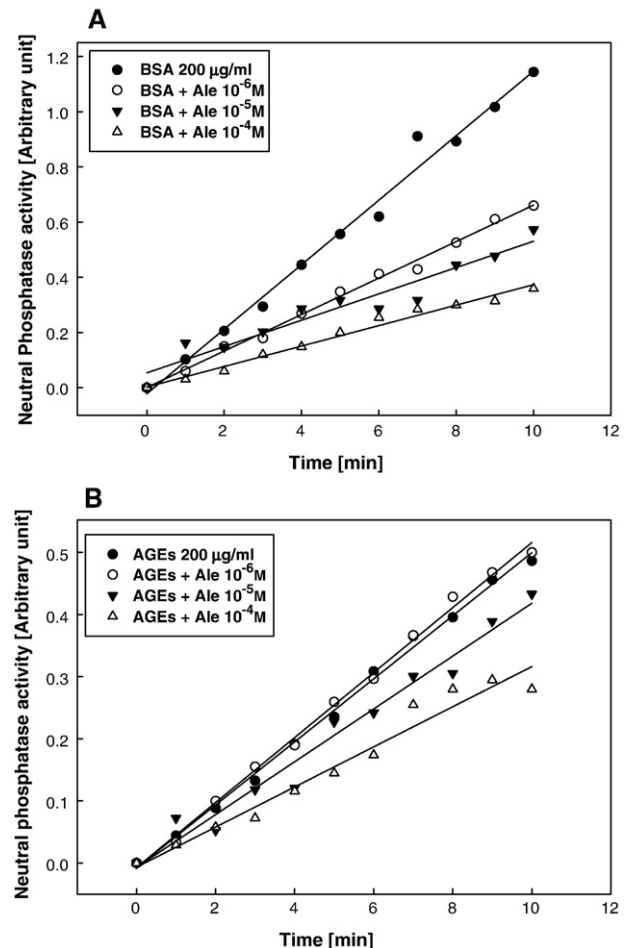 A
Neutral Phosphatase activity [Arbitrary unit]
1.2
1.0
0.8
0.6
0.4
0.2
0.0
BSA 200 µg/ml
BSA + Ale 10⁻⁶M
BSA + Ale 10⁻⁵M
BSA + Ale 10⁻⁴M
0 2 4 6 8 10 12
Time [min]
B
Neutral phosphatase activity [Arbitrary unit]
0.5
0.4
0.3
0.2
0.1
0.0
AGEs 200 µg/ml
AGEs + Ale 10⁻⁶M
AGEs + Ale 10⁻⁵M
AGEs + Ale 10⁻⁴M
0 2 4 6 8 10 12
Time [min]